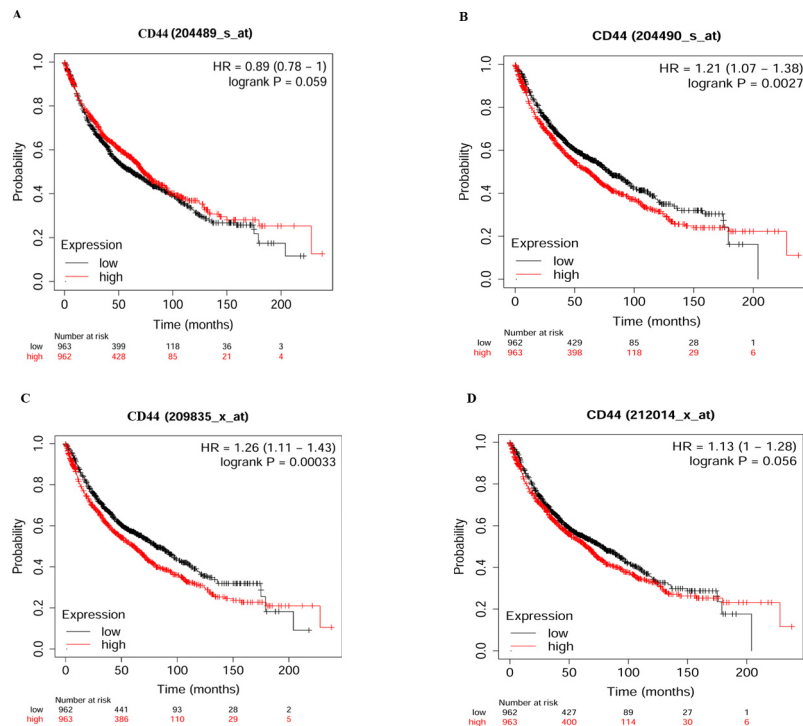 A
CD44 (204489_s_at)
HR = 0.89 (0.78 − 1)
logrank P = 0.059
Probability
1.0
0.8
0.6
0.4
0.2
0.0
Expression
low
high
0 50 100 150 200
Time (months)
Number at risk
low 963 399 118 36 3
high 962 428 85 21 4
B
CD44 (204490_s_at)
HR = 1.21 (1.07 − 1.38)
logrank P = 0.0027
Probability
1.0
0.8
0.6
0.4
0.2
0.0
Expression
low
high
0 50 100 150 200
Time (months)
Number at risk
low 962 429 85 28 1
high 963 398 118 29 6
C
CD44 (209835_x_at)
HR = 1.26 (1.11 − 1.43)
logrank P = 0.00033
Probability
1.0
0.8
0.6
0.4
0.2
0.0
Expression
low
high
0 50 100 150 200
Time (months)
Number at risk
low 962 441 93 28 2
high 963 386 110 29 5
D
CD44 (212014_x_at)
HR = 1.13 (1 − 1.28)
logrank P = 0.056
Probability
1.0
0.8
0.6
0.4
0.2
0.0
Expression
low
high
0 50 100 150 200
Time (months)
Number at risk
low 962 427 89 27 1
high 963 400 114 30 6